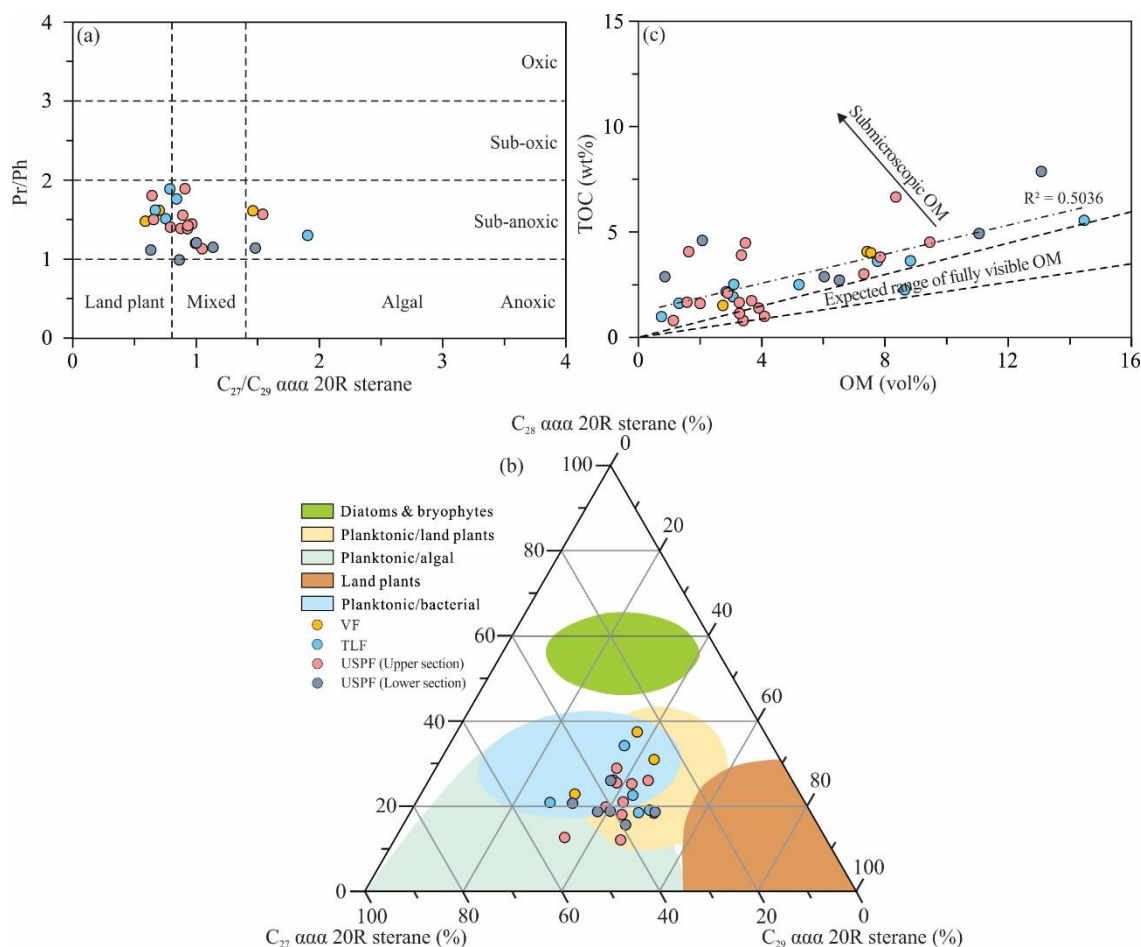 (a)
4
3
2
1
0
Pr/Ph
Oxic
Sub-oxic
Sub-anoxic
Land plant
Mixed
Algal
Anoxic
0
1
2
3
4
C₂₇/C₂₉ ααα 20R sterane
(c)
15
10
5
0
TOC (wt%)
Submicroscopic OM
R² = 0.5036
Expected range of fully visible OM
0
4
8
12
16
OM (vol%)
C₂₈ ααα 20R sterane (%)
(b)
Diatoms & bryophytes
Planktonic/land plants
Planktonic/algal
Land plants
Planktonic/bacterial
VF
TLF
USPF (Upper section)
USPF (Lower section)
100
80
60
40
20
0
0
20
40
60
80
100
100
80
60
40
20
0
C₂₇ ααα 20R sterane (%)
C₂₉ ααα 20R sterane (%)